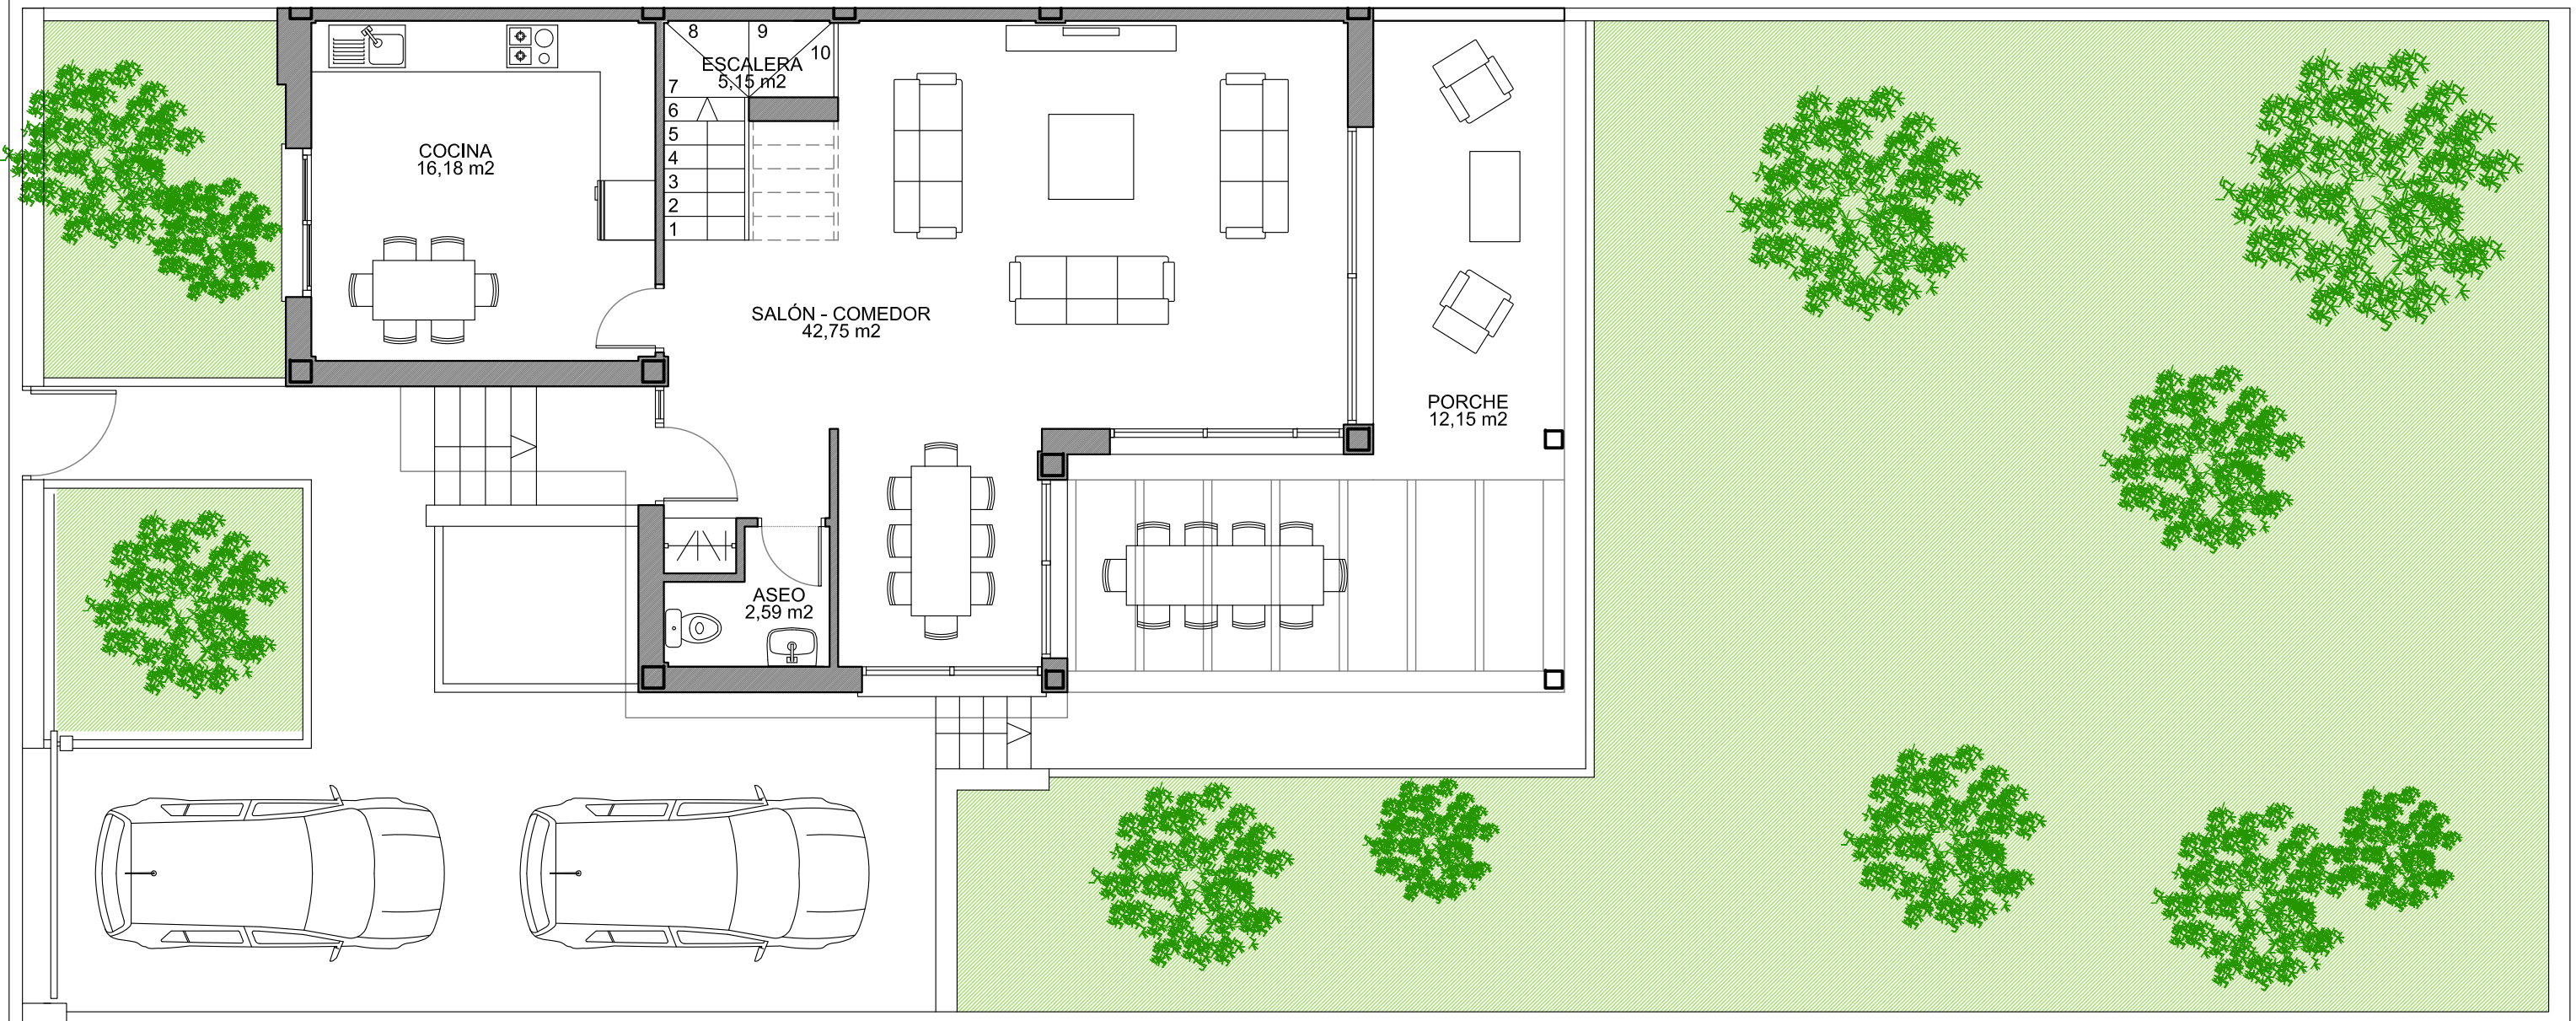 8
9
10
ESCALERA
5,15 m2
7
6
5
4
3
2
1
COCINA
16,18 m2
SALÓN - COMEDOR
42,75 m2
PORCHE
12,15 m2
ASEO
2,59 m2